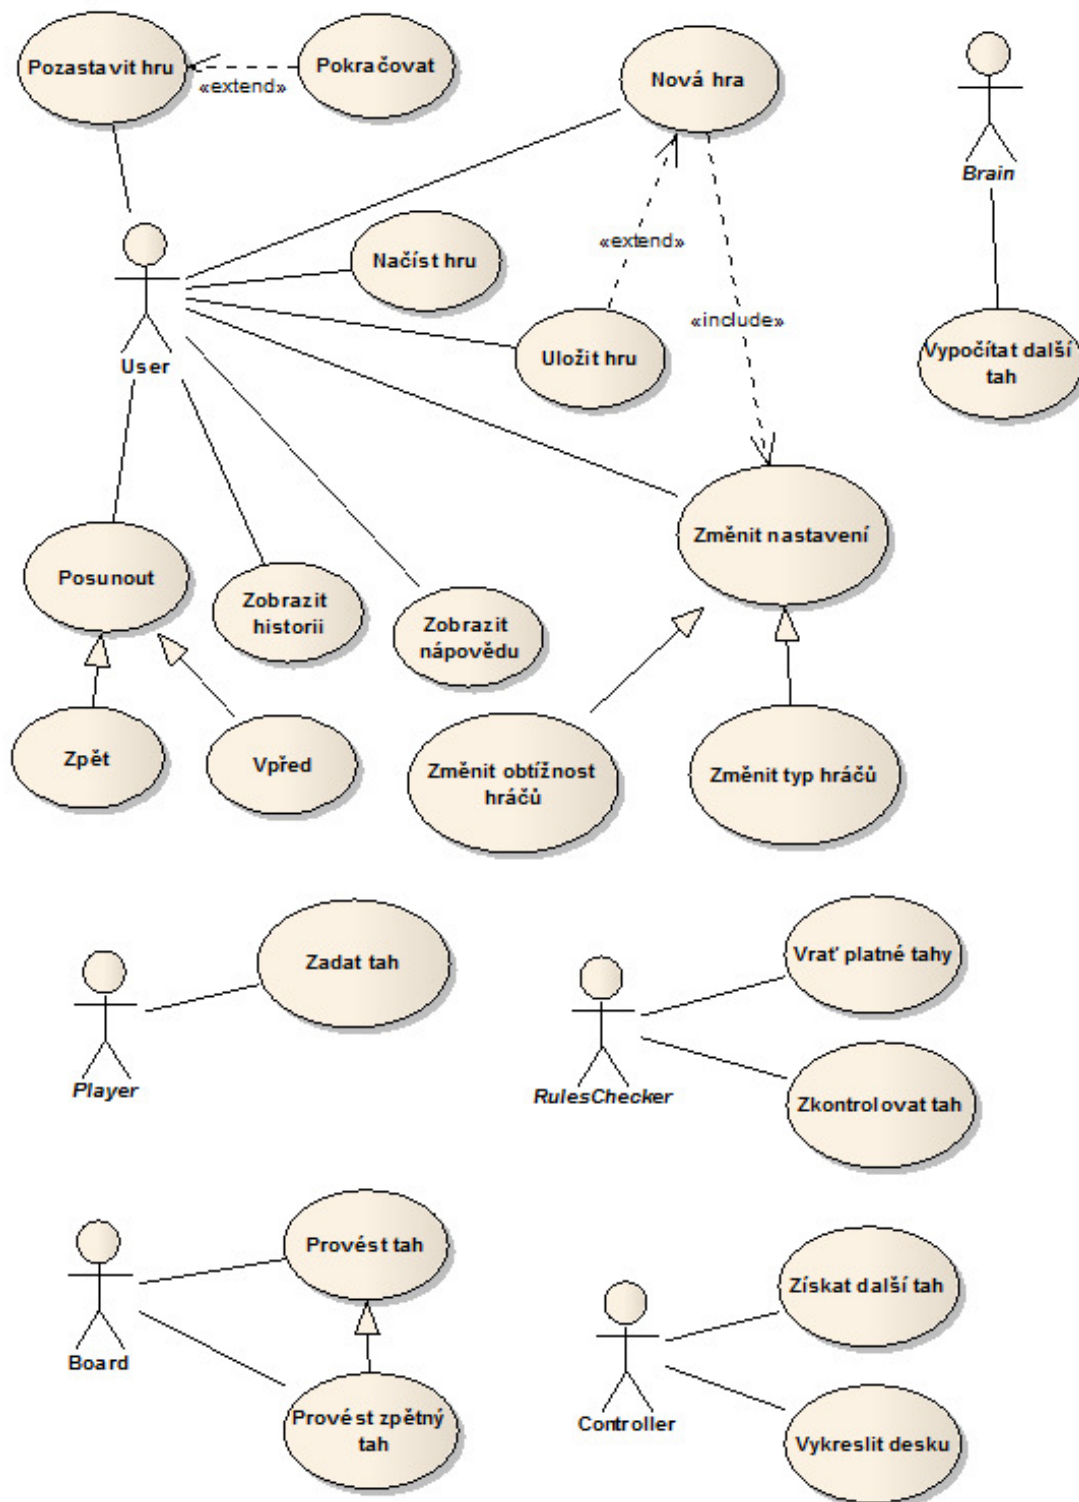 Pozastavit hru
«extend»
Pokračovat
Nová hra
Brain
Načíst hru
«extend»
«include»
User
Uložit hru
Vypočítat další
tah
Změnit nastavení
Posunout
Zobrazit
historii
Zobrazit
nápovědu
Zpět
Vpřed
Změnit obtížnost
hráčů
Změnit typ hráčů
Zadat tah
Player
Vrať platné tahy
RulesChecker
Zkontrolovat tah
Provést tah
Board
Provést zpětný
tah
Získat další tah
Controller
Vykreslit desku